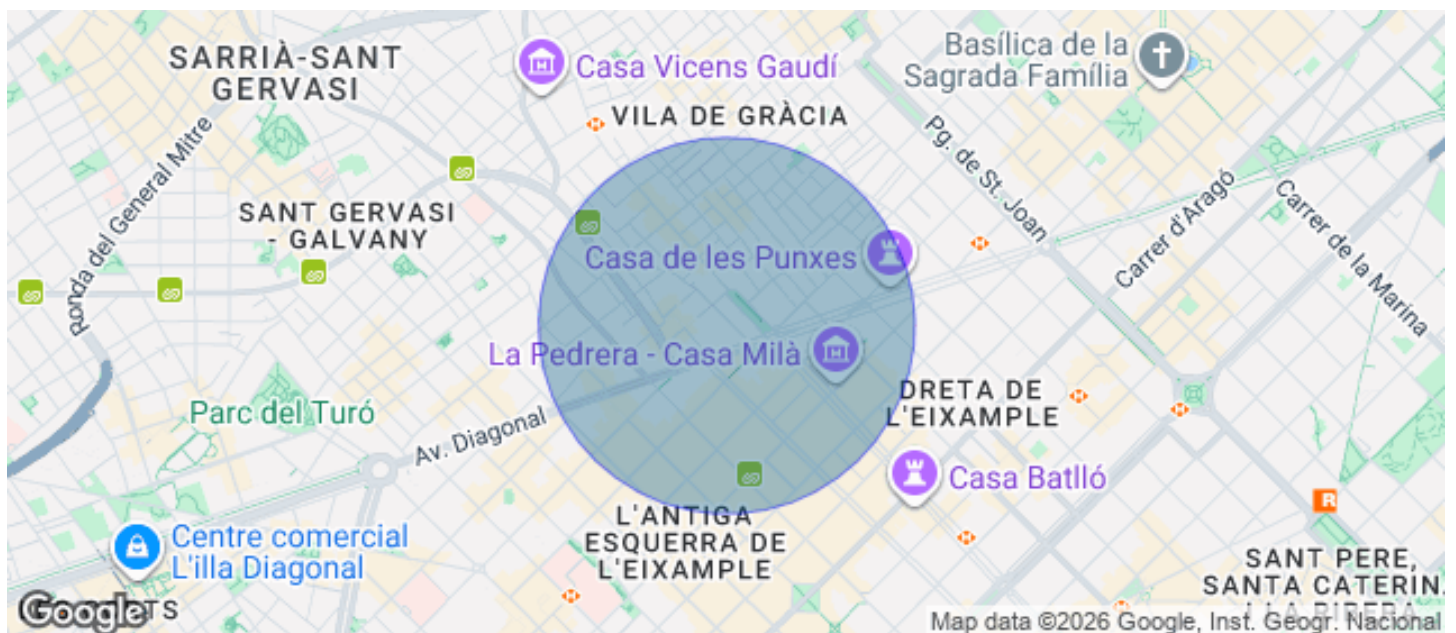 SARRIÀ-SANT
GERVASI
Casa Vicens Gaudí
Basílica de la
Sagrada Família
VILA DE GRÀCIA
Ronda del General Mitre
Pg. de St. Joan
Carrer d'Aragó
Carrer de la Marina
SANT GERVASI
- GALVANY
Casa de les Punxes
La Pedrera - Casa Milà
DRETA DE
L'EIXAMPLE
Parc del Turó
Av. Diagonal
Casa Batlló
L'ANTIGA
ESQUERRA DE
L'EIXAMPLE
Centre comercial
L'illa Diagonal
R
SANT PERE,
SANTA CATERIN
I LA RIBERA
Google
TS
Map data ©2026 Google, Inst. Geogr. Nacional